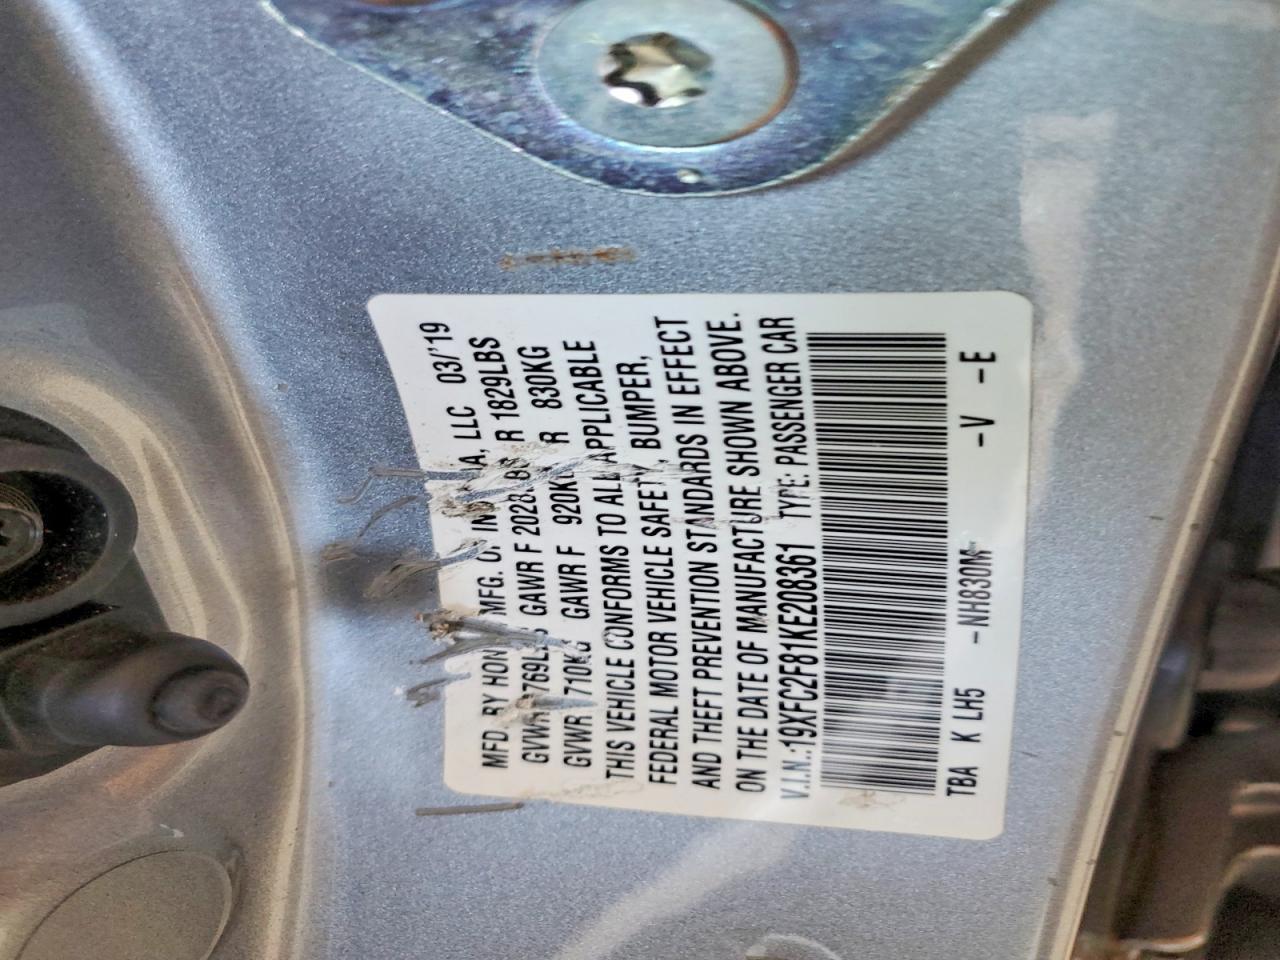 MFD. BY HON MFG. OF IN A, LLC 03/'19
GVWR 769LBS GAWR F 2028 R 1829LBS
GVWR 710KG GAWR F 920KG R 830KG
THIS VEHICLE CONFORMS TO ALL APPLICABLE
FEDERAL MOTOR VEHICLE SAFETY, BUMPER,
AND THEFT PREVENTION STANDARDS IN EFFECT
ON THE DATE OF MANUFACTURE SHOWN ABOVE.
V.I.N.:19XFC2F81KE208361 TYPE: PASSENGER CAR
TBA K LH5 -NH830M- -V -E